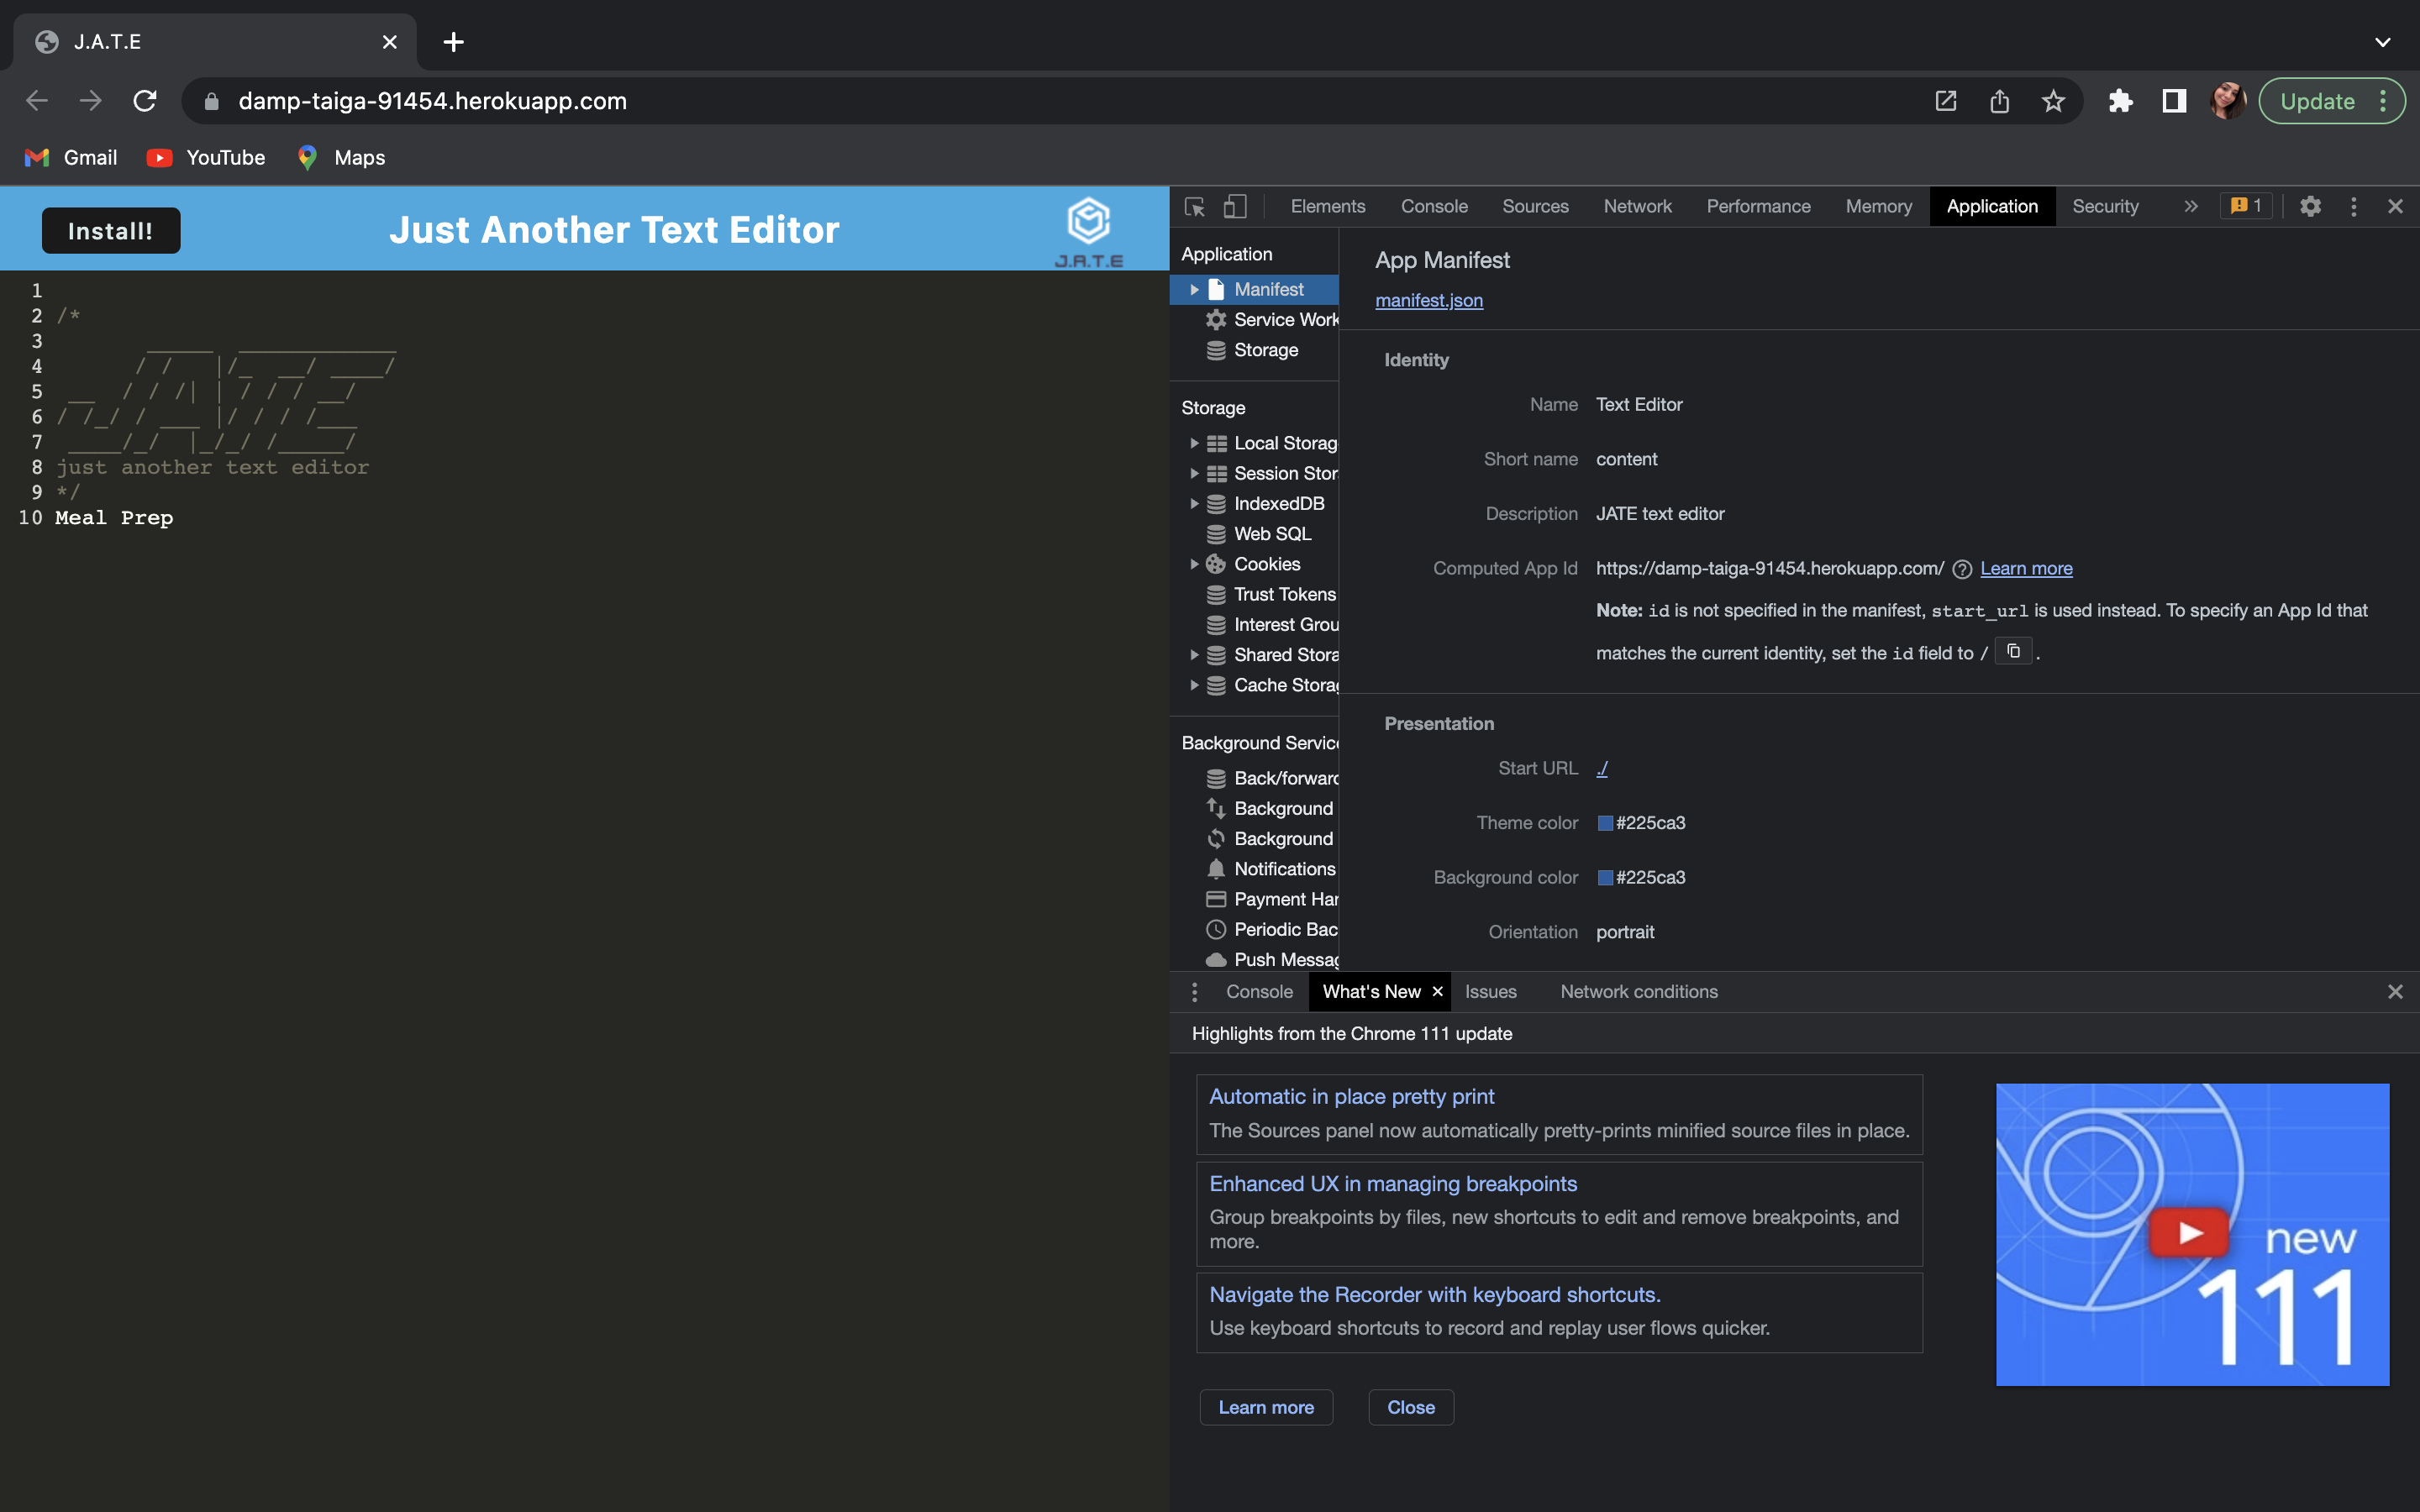 J.A.T.E
damp-taiga-91454.herokuapp.com
Update
Gmail
YouTube
Maps
Install!
Just Another Text Editor
J.A.T.E
1
2 /*
3
4
5
6
7
8 just another text editor
9 */
10 Meal Prep
Elements
Console
Sources
Network
Performance
Memory
Application
Security
1
Application
Manifest
Service Work
Storage
Storage
Local Storag
Session Stor
IndexedDB
Web SQL
Cookies
Trust Tokens
Interest Grou
Shared Stora
Cache Storag
Background Servic
Back/forward
Background
Background
Notifications
Payment Har
Periodic Bac
Push Messag
App Manifest
manifest.json
Identity
Name Text Editor
Short name content
Description JATE text editor
Computed App Id https://damp-taiga-91454.herokuapp.com/ Learn more
Note: id is not specified in the manifest, start_url is used instead. To specify an App Id that
matches the current identity, set the id field to / .
Presentation
Start URL ./
Theme color #225ca3
Background color #225ca3
Orientation portrait
Console
What's New
Issues
Network conditions
Highlights from the Chrome 111 update
Automatic in place pretty print
The Sources panel now automatically pretty-prints minified source files in place.
Enhanced UX in managing breakpoints
Group breakpoints by files, new shortcuts to edit and remove breakpoints, and
more.
Navigate the Recorder with keyboard shortcuts.
Use keyboard shortcuts to record and replay user flows quicker.
Learn more
Close
new
111